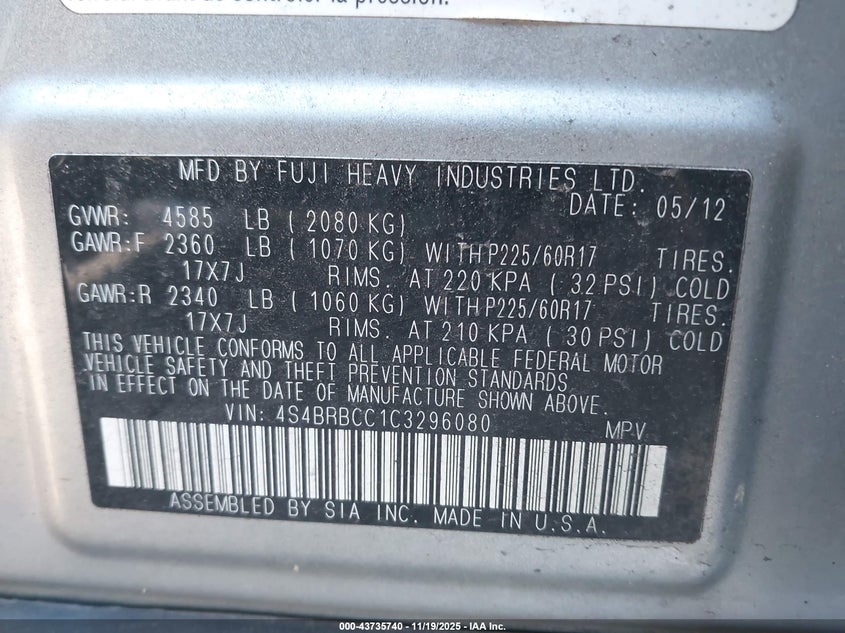 de contrôler la pression.
MFD BY FUJI HEAVY INDUSTRIES LTD.
DATE: 05/12
GVWR: 4585 LB ( 2080 KG)
GAWR:F 2360 LB ( 1070 KG) WITH P225/60R17 TIRES.
17X7J RIMS. AT 220 KPA ( 32 PSI) COLD
GAWR:R 2340 LB ( 1060 KG) WITH P225/60R17 TIRES.
17X7J RIMS. AT 210 KPA ( 30 PSI) COLD
THIS VEHICLE CONFORMS TO ALL APPLICABLE FEDERAL MOTOR
VEHICLE SAFETY AND THEFT PREVENTION STANDARDS
IN EFFECT ON THE DATE OF MANUFACTURE SHOWN ABOVE.
VIN: 4S4BRBCC1C3296080 MPV
ASSEMBLED BY SIA INC. MADE IN U.S.A.
000-43735740 - 11/19/2025 - IAA Inc.